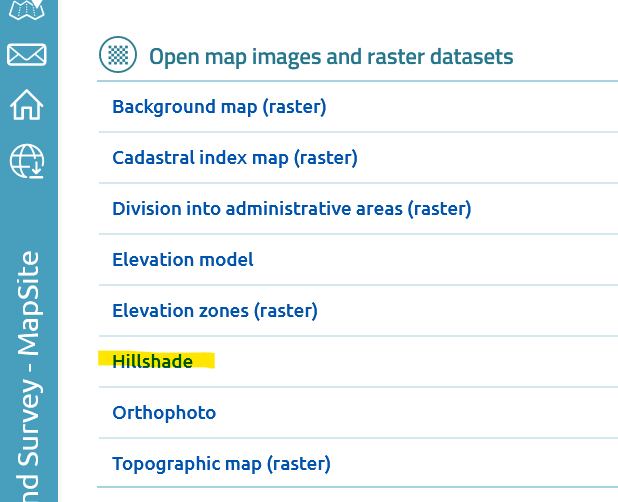 Open map images and raster datasets
Background map (raster)
Cadastral index map (raster)
Division into administrative areas (raster)
Elevation model
Elevation zones (raster)
Hillshade
Orthophoto
Topographic map (raster)
Survey - MapSite